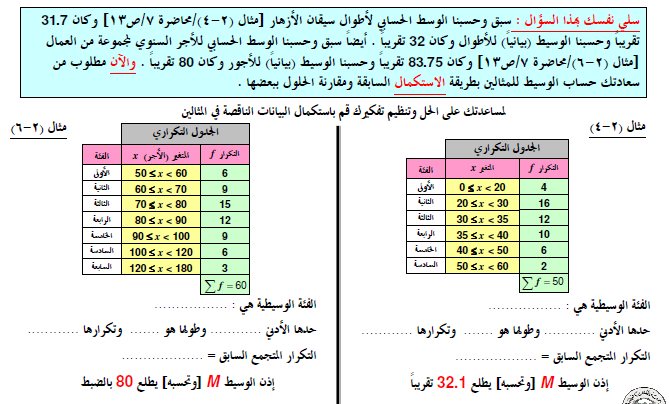 سلي نفسك بهذا السؤال : سبق وحسبنا الوسط الحسابي لأطوال سيقان الأزهار [مثال (٢-٤)/محاضرة ٧/ص١٣] وكان 31.7
تقريباً وحسبنا الوسيط (بيانياً) للأطوال وكان 32 تقريباً . أيضاً سبق وحسبنا الوسط الحسابي للأجر السنوي لمجموعة من العمال
[مثال (٢-٦)/محاضرة ٧/ص١٣] وكان 83.75 تقريباً وحسبنا الوسيط (بيانياً) للأجور وكان 80 تقريباً . والآن مطلوب من
سعادتك حساب الوسيط للمثالين بطريقة الاستكمال السابقة ومقارنة الحلول ببعضها .
لمساعدتك على الحل وتنظيم تفكيرك قم باستكمال البيانات الناقصة في المثالين
مثال (٢-٤)
الجدول التكراري
الفئة المتغير x التكرار f
الأولى 0 ≤ x < 20 4
الثانية 20 ≤ x < 30 16
الثالثة 30 ≤ x < 35 12
الرابعة 35 ≤ x < 40 10
الخامسة 40 ≤ x < 50 6
السادسة 50 ≤ x < 60 2
∑ f = 50
الفئة الوسيطية هي : .................
حدها الأدنى ............ وطولها هو ....... وتكرارها ............
التكرار المتجمع السابق = ..................
إذن الوسيط M [وتحسبه] يطلع 32.1 تقريباً
مثال (٢-٦)
الجدول التكراري
الفئة المتغير (الأجور) x التكرار f
الأولى 50 ≤ x < 60 6
الثانية 60 ≤ x < 70 9
الثالثة 70 ≤ x < 80 15
الرابعة 80 ≤ x < 90 12
الخامسة 90 ≤ x < 100 9
السادسة 100 ≤ x < 120 6
السابعة 120 ≤ x < 180 3
∑ f = 60
الفئة الوسيطية هي : .................
حدها الأدنى ............ وطولها هو ....... وتكرارها ............
التكرار المتجمع السابق = ..................
إذن الوسيط M [وتحسبه] يطلع 80 بالضبط